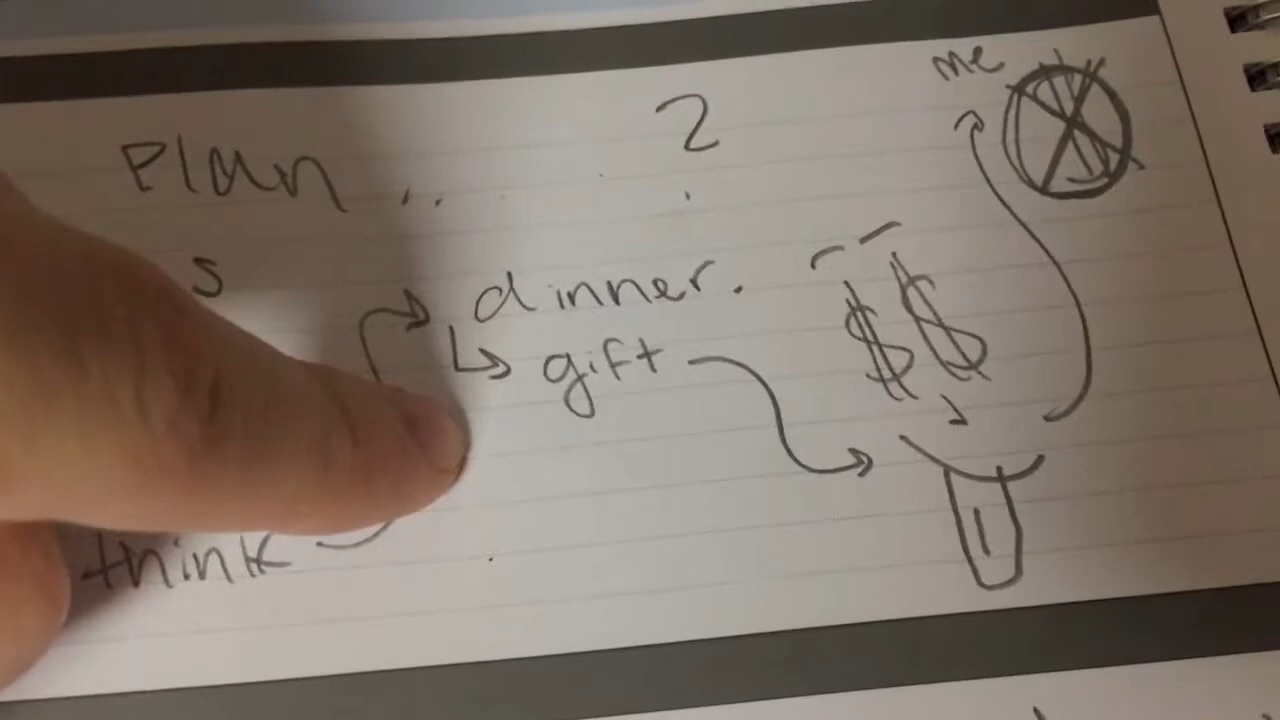 me
Plan .. 2
s
dinner.
↳ gift $$
think